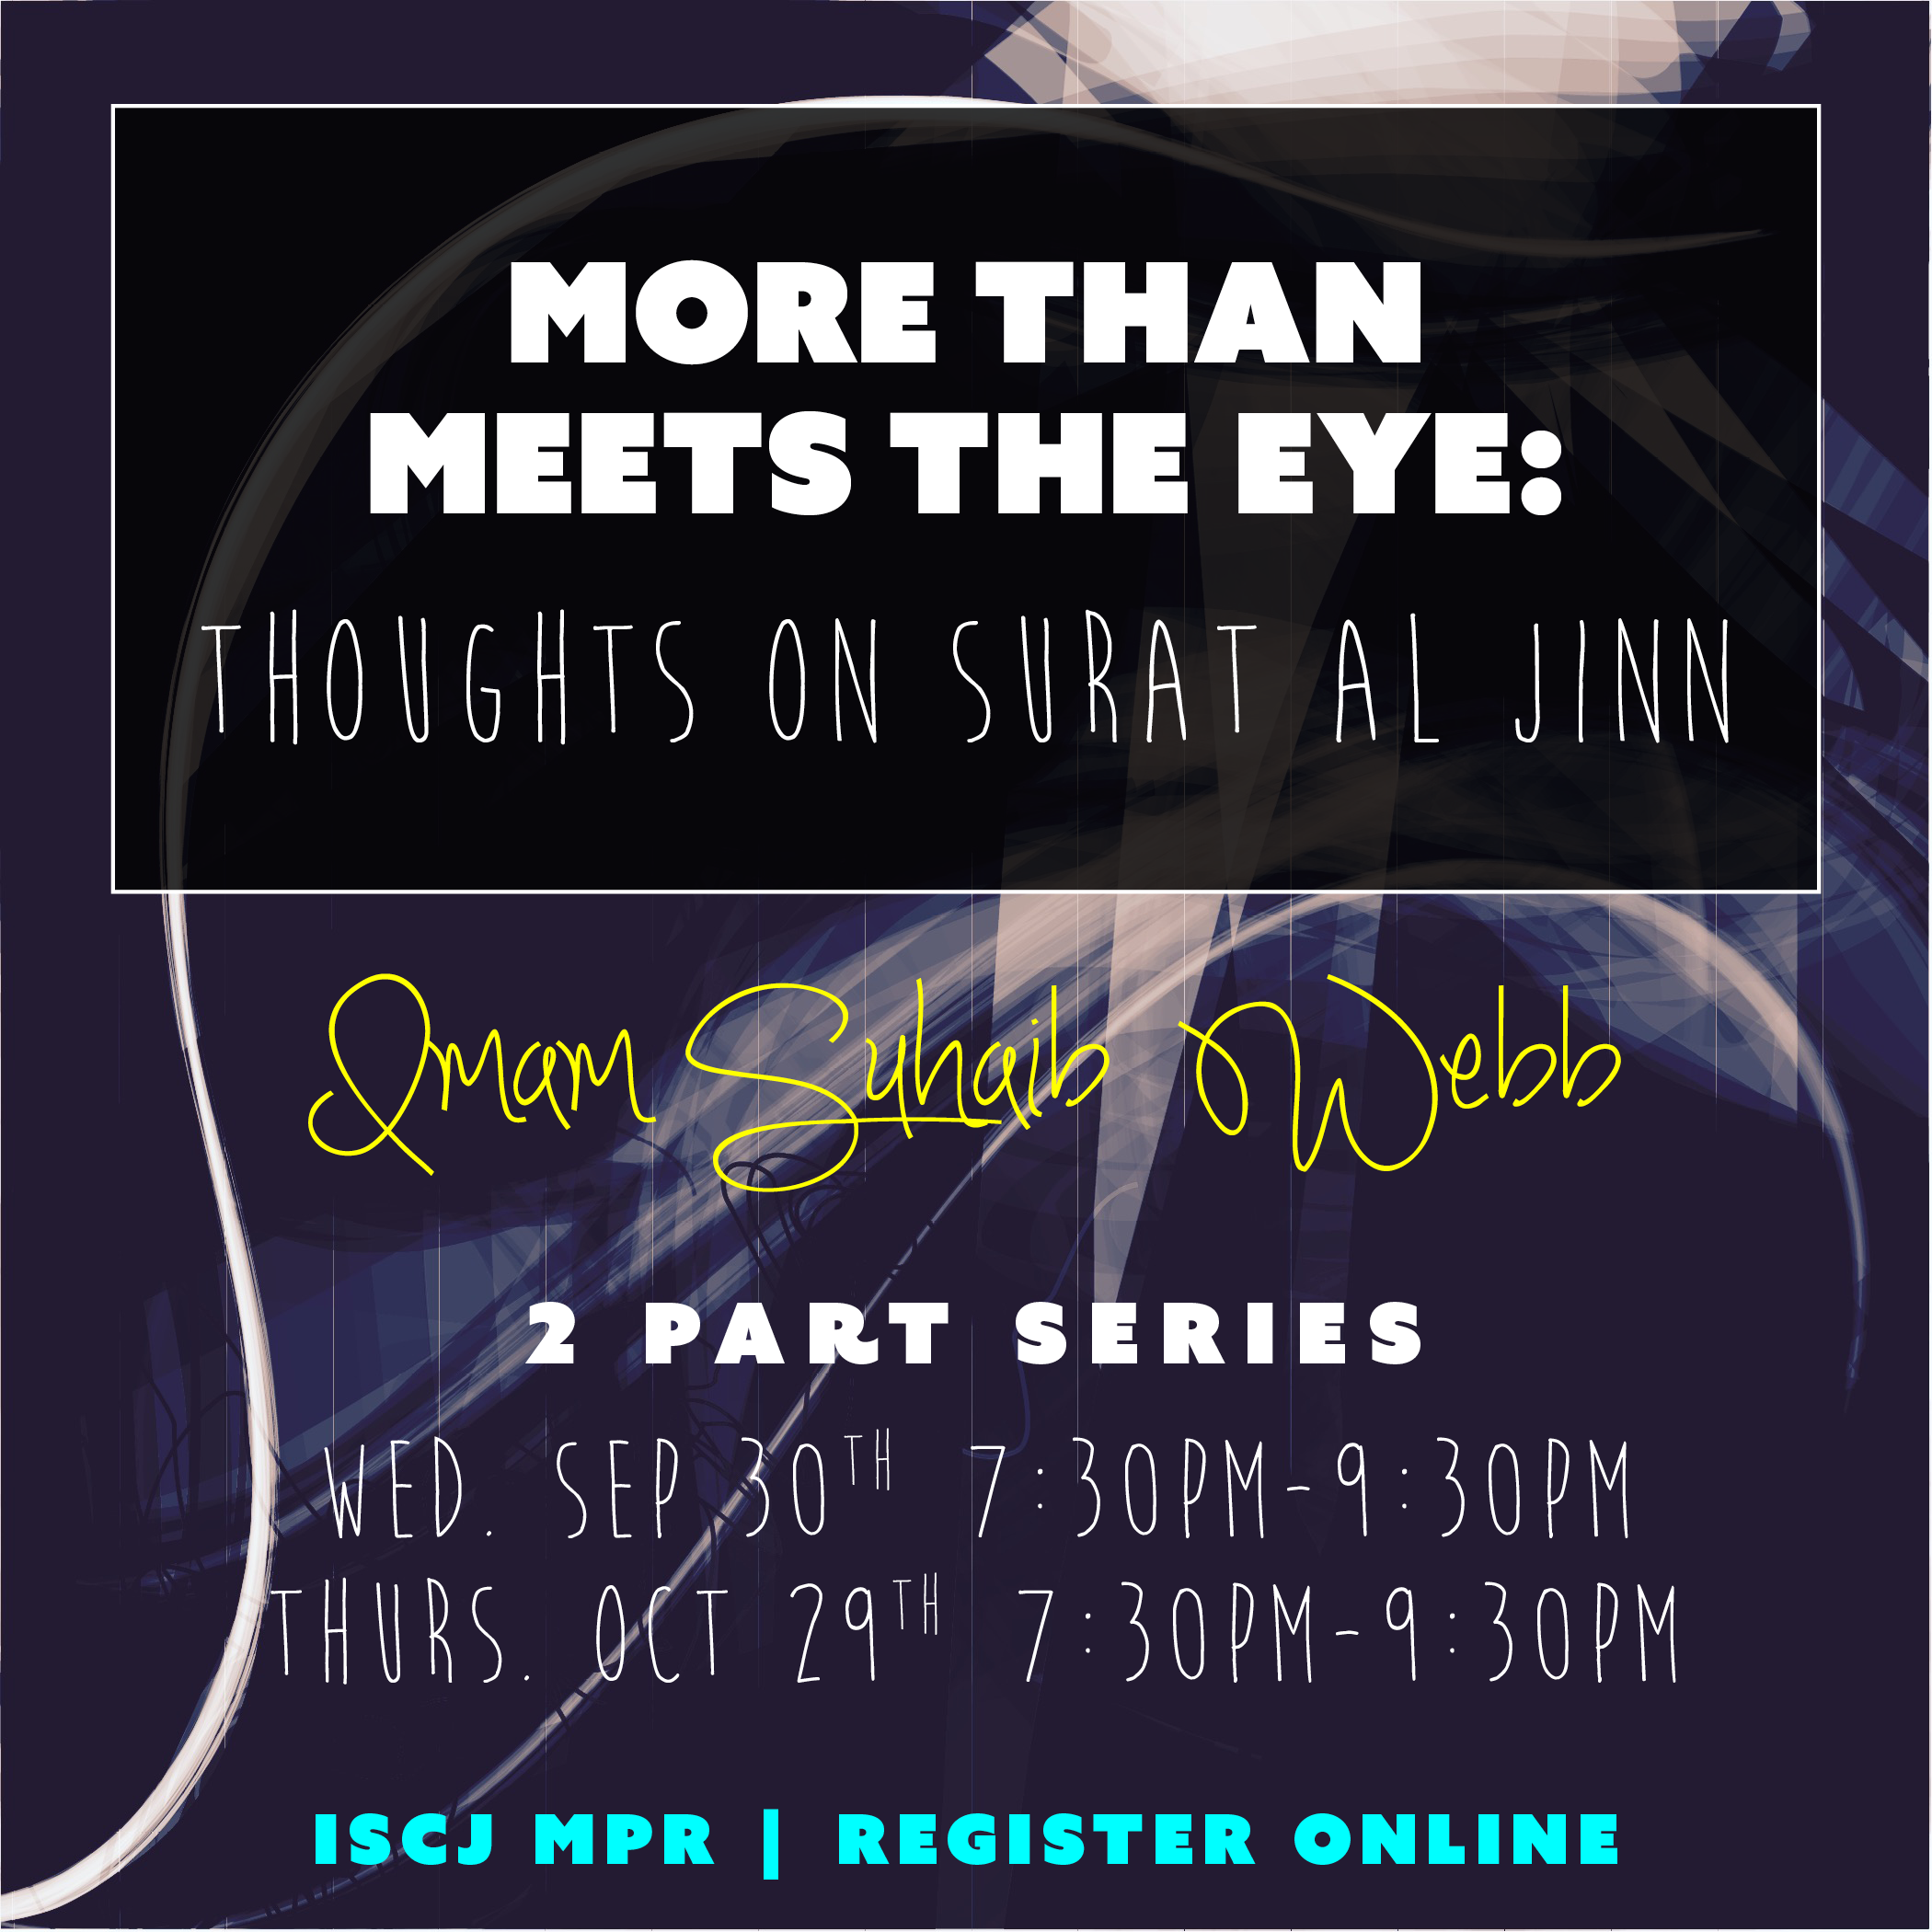 MORE THAN
MEETS THE EYE:
THOUGHTS ON SURAT AL JINN
Imam Suhaib Webb
2 PART SERIES
WED. SEP 30TH 7:30PM-9:30PM
THURS. OCT 29TH 7:30PM-9:30PM
ISCJ MPR | REGISTER ONLINE